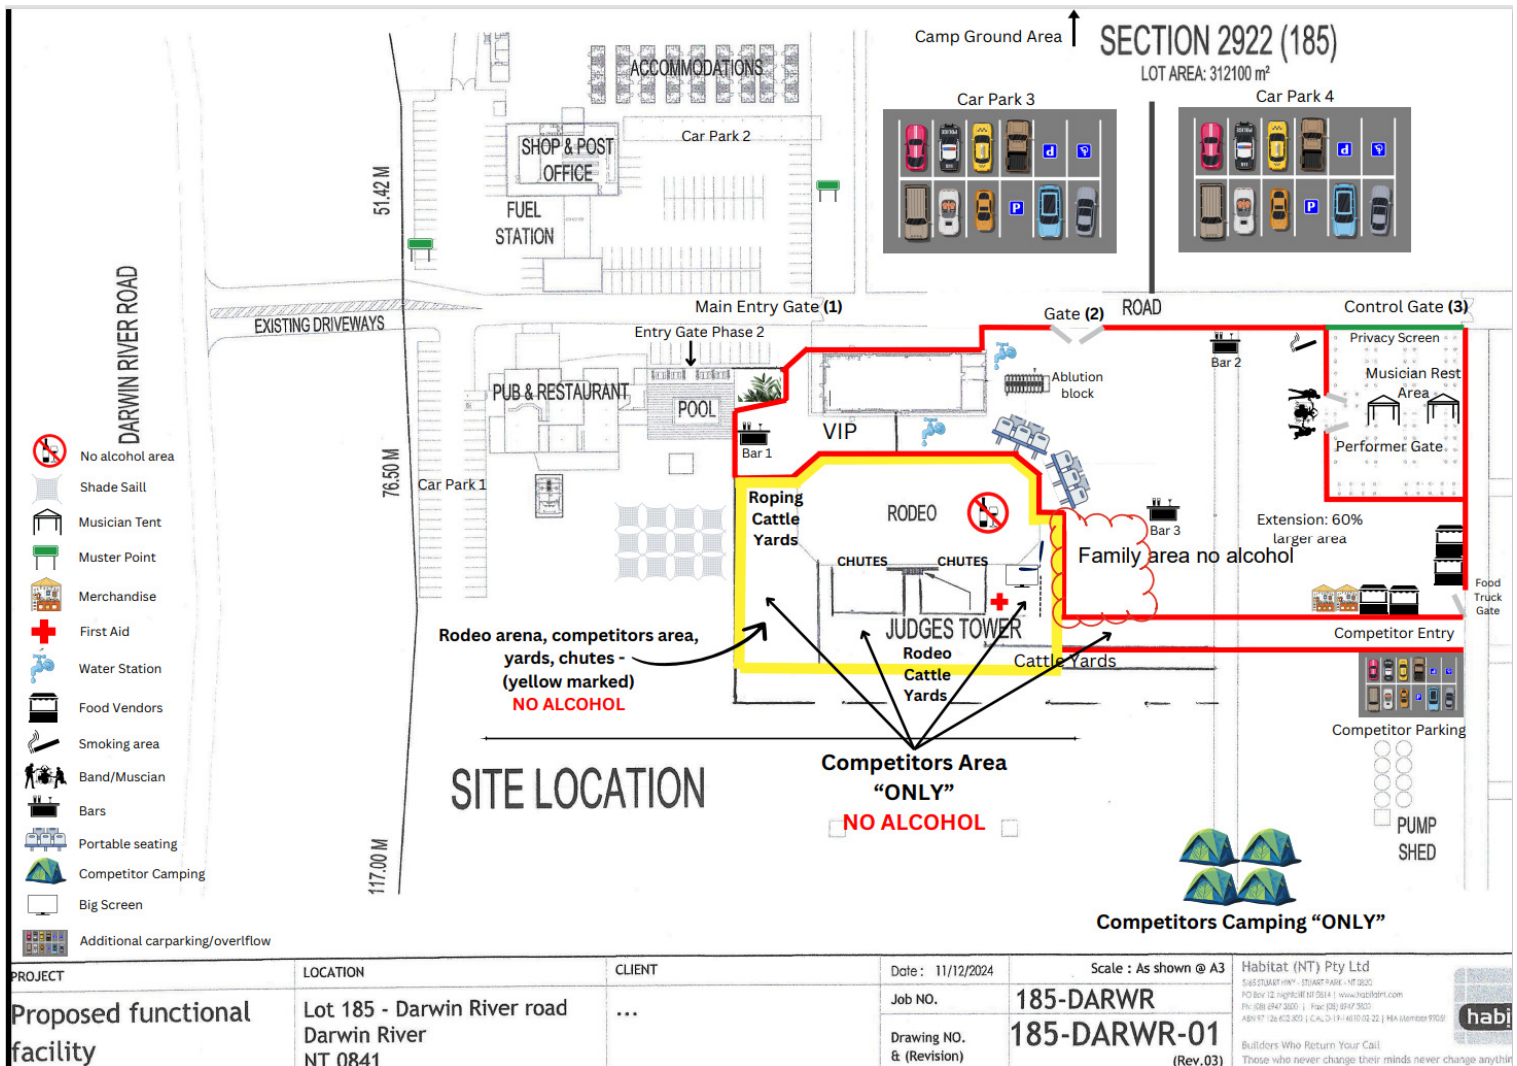 Camp Ground Area
SECTION 2922 (185)
LOT AREA: 312100 m²
ACCOMMODATIONS
Car Park 3
Car Park 4
Car Park 2
SHOP & POST
OFFICE
51.42 M
FUEL
STATION
DARWIN RIVER ROAD
EXISTING DRIVEWAYS
Main Entry Gate (1)
Gate (2)
ROAD
Control Gate (3)
Entry Gate Phase 2
Privacy Screen
Bar 2
Musician Rest
Area
Ablution
block
PUB & RESTAURANT
POOL
VIP
Bar 1
Performer Gate
76.50 M
Car Park 1
No alcohol area
Shade Saill
Musician Tent
Muster Point
Merchandise
First Aid
Water Station
Food Vendors
Smoking area
Band/Muscian
Bars
Portable seating
Competitor Camping
Big Screen
Additional carparking/overlflow
Roping
Cattle
Yards
RODEO
Bar 3
Extension: 60%
larger area
CHUTES
CHUTES
Family area no alcohol
Food
Truck
Gate
JUDGES TOWER
Rodeo
Cattle
Yards
Cattle Yards
Competitor Entry
Rodeo arena, competitors area,
yards, chutes -
(yellow marked)
NO ALCOHOL
Competitor Parking
SITE LOCATION
Competitors Area
“ONLY”
NO ALCOHOL
117.00 M
PUMP
SHED
Competitors Camping “ONLY”
PROJECT
Proposed functional
facility
LOCATION
Lot 185 - Darwin River road
Darwin River
NT 0841
CLIENT
...
Date : 11/12/2024
Scale : As shown @ A3
Job NO.
185-DARWR
Drawing NO.
& (Revision)
185-DARWR-01
(Rev.03)
Habitat (NT) Pty Ltd
Builders Who Return Your Call
Those who never change their minds never change anythin
habi